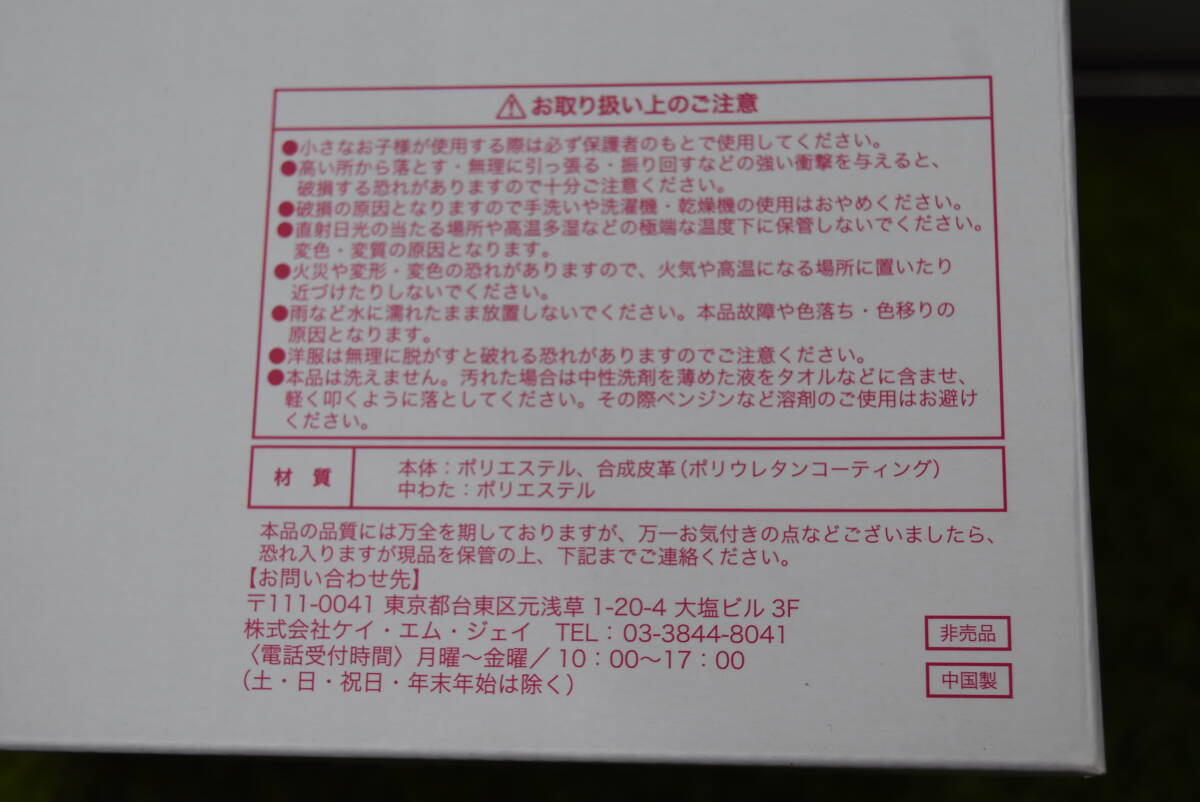 ⚠お取り扱い上のご注意
●小さなお子様が使用する際は必ず保護者のもとで使用してください。
●高い所から落とす・無理に引っ張る・振り回すなどの強い衝撃を与えると、
破損する恐れがありますので十分ご注意ください。
●破損の原因となりますので手洗いや洗濯機・乾燥機の使用はおやめください。
●直射日光の当たる場所や高温多湿などの極端な温度下に保管しないでください。
変色・変質の原因となります。
●火災や変形・変色の恐れがありますので、火気や高温になる場所に置いたり
近づけたりしないでください。
●雨など水に濡れたまま放置しないでください。本品故障や色落ち・色移りの
原因となります。
●洋服は無理に脱がすと破れる恐れがありますのでご注意ください。
●本品は洗えません。汚れた場合は中性洗剤を薄めた液をタオルなどに含ませ、
軽く叩くように落としてください。その際ベンジンなど溶剤のご使用はお避け
ください。
材 質
本体：ポリエステル、合成皮革（ポリウレタンコーティング）
中わた：ポリエステル
本品の品質には万全を期しておりますが、万一お気付きの点などございましたら、
恐れ入りますが現品を保管の上、下記までご連絡ください。
【お問い合わせ先】
〒111-0041 東京都台東区元浅草 1-20-4 大塩ビル 3F
株式会社ケイ・エム・ジェイ TEL：03-3844-8041
〈電話受付時間〉月曜～金曜／10：00～17：00
（土・日・祝日・年末年始は除く）
非売品
中国製